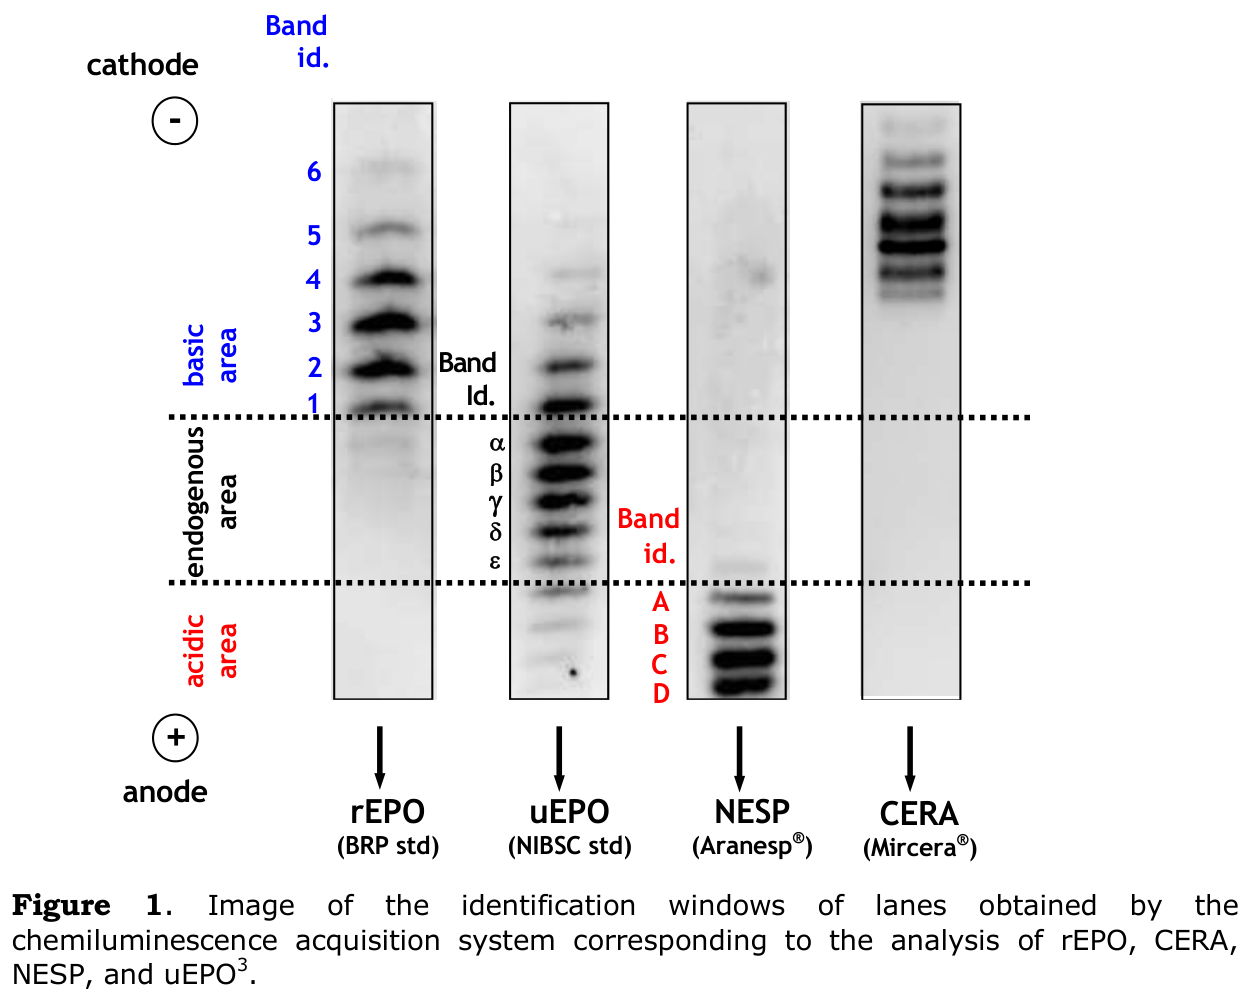 Band
id.
cathode
-
6
5
4
3
2
1
basic
area
Band
Id.
endogenous
area
α
β
γ
δ
ε
Band
id.
acidic
area
A
B
C
D
+
anode
rEPO
(BRP std)
uEPO
(NIBSC std)
NESP
(Aranesp®)
CERA
(Mircera®)
Figure 1. Image of the identification windows of lanes obtained by the
chemiluminescence acquisition system corresponding to the analysis of rEPO, CERA,
NESP, and uEPO³.